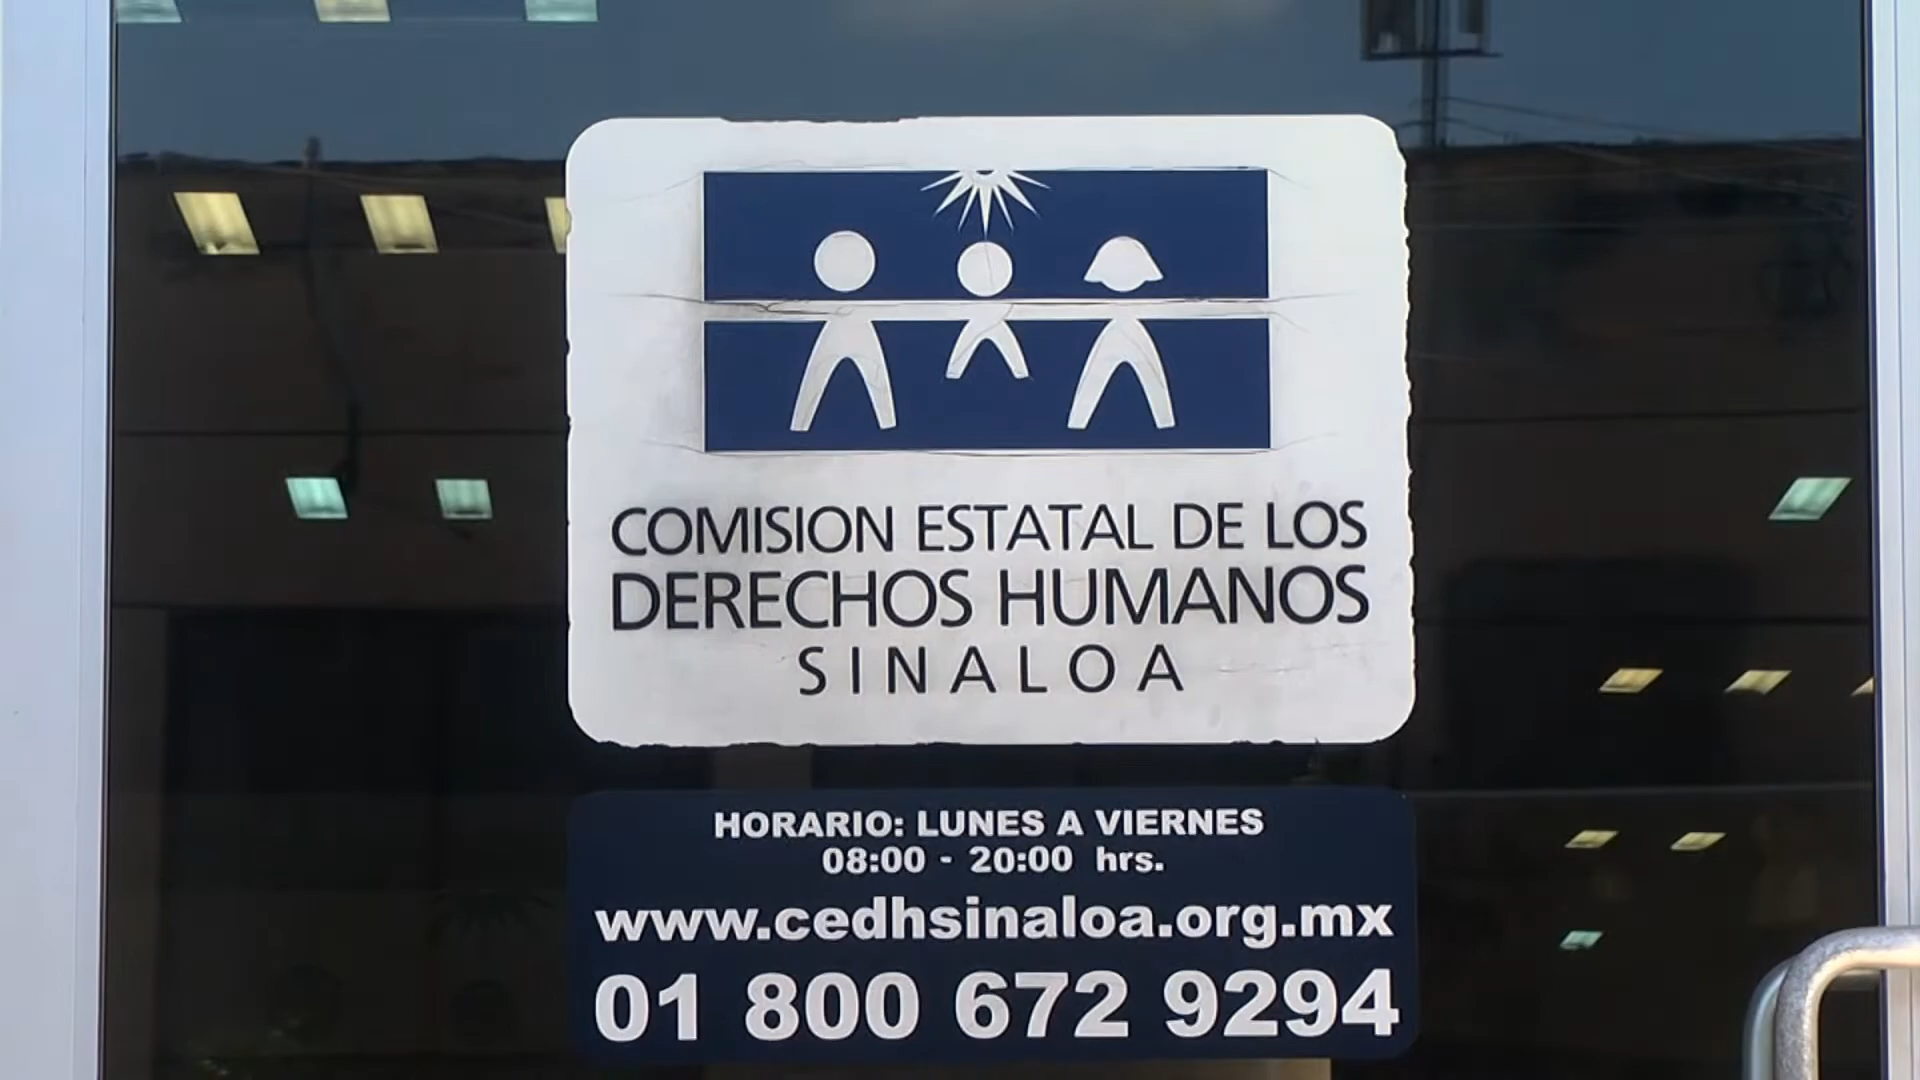 COMISION ESTATAL DE LOS
DERECHOS HUMANOS
SINALOA
HORARIO: LUNES A VIERNES
08:00 - 20:00 hrs.
www.cedhsinaloa.org.mx
01 800 672 9294